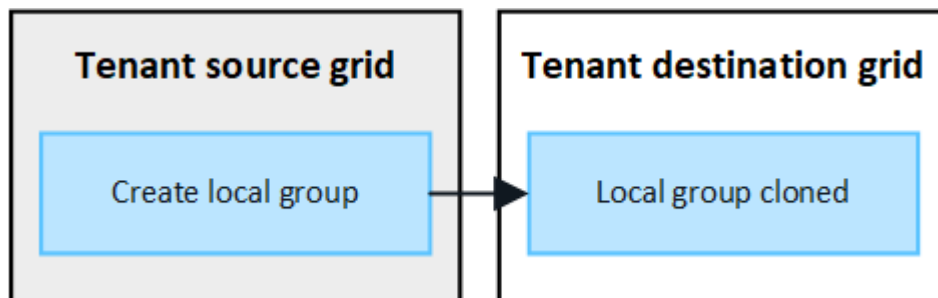 Tenant source grid
Create local group
Tenant destination grid
Local group cloned